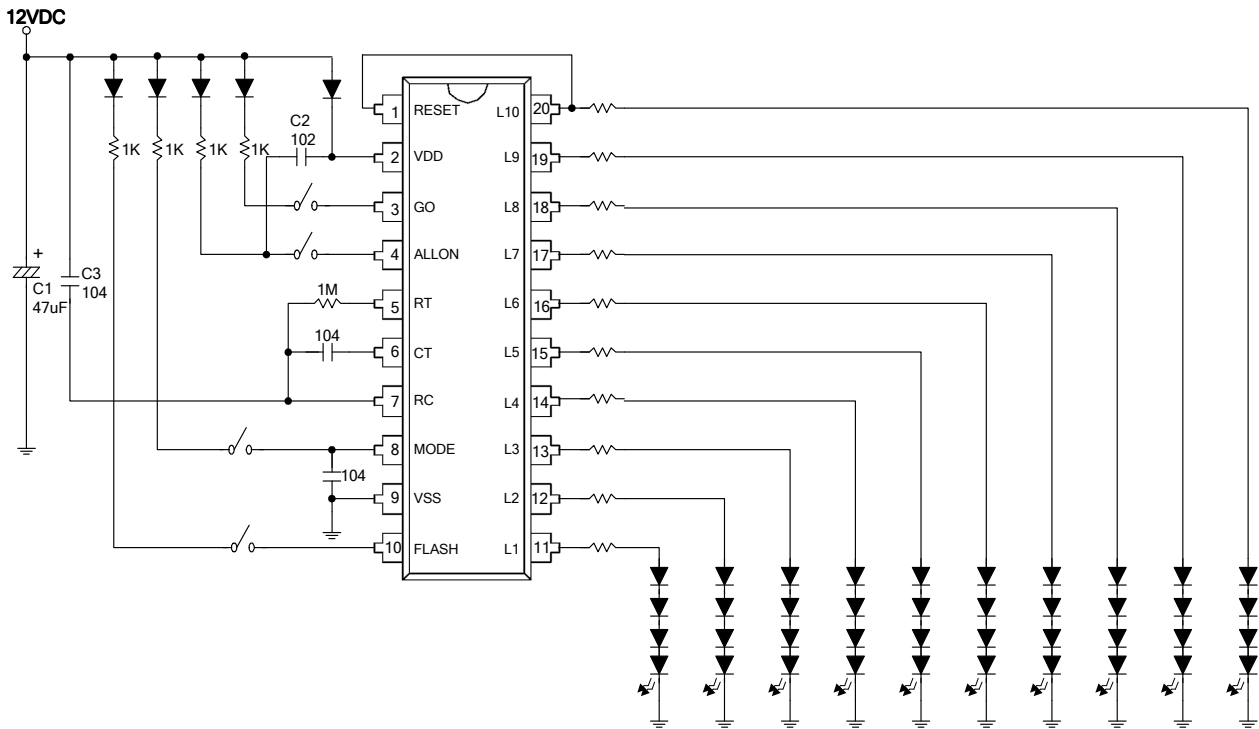 12VDC
C1
47uF
+
C3
104
1K
1K
1K
1K
C2
102
1M
104
104
1 RESET
2 VDD
3 GO
4 ALLON
5 RT
6 CT
7 RC
8 MODE
9 VSS
10 FLASH
L10 20
L9 19
L8 18
L7 17
L6 16
L5 15
L4 14
L3 13
L2 12
L1 11